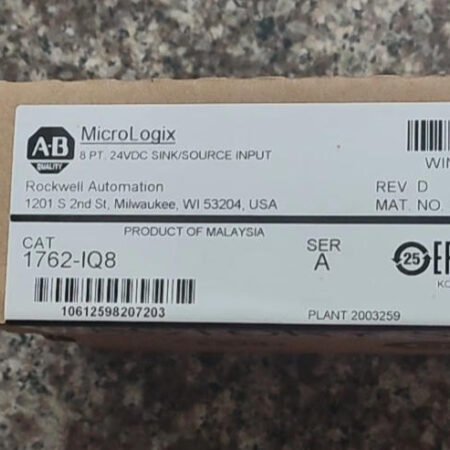 A-B
QUALITY
MicroLogix
8 PT. 24VDC SINK/SOURCE INPUT
Rockwell Automation
1201 S 2nd St, Milwaukee, WI 53204, USA
WIN
REV D
MAT. NO.
PRODUCT OF MALAYSIA
CAT
1762-IQ8
SER
A
25
10612598207203
PLANT 2003259